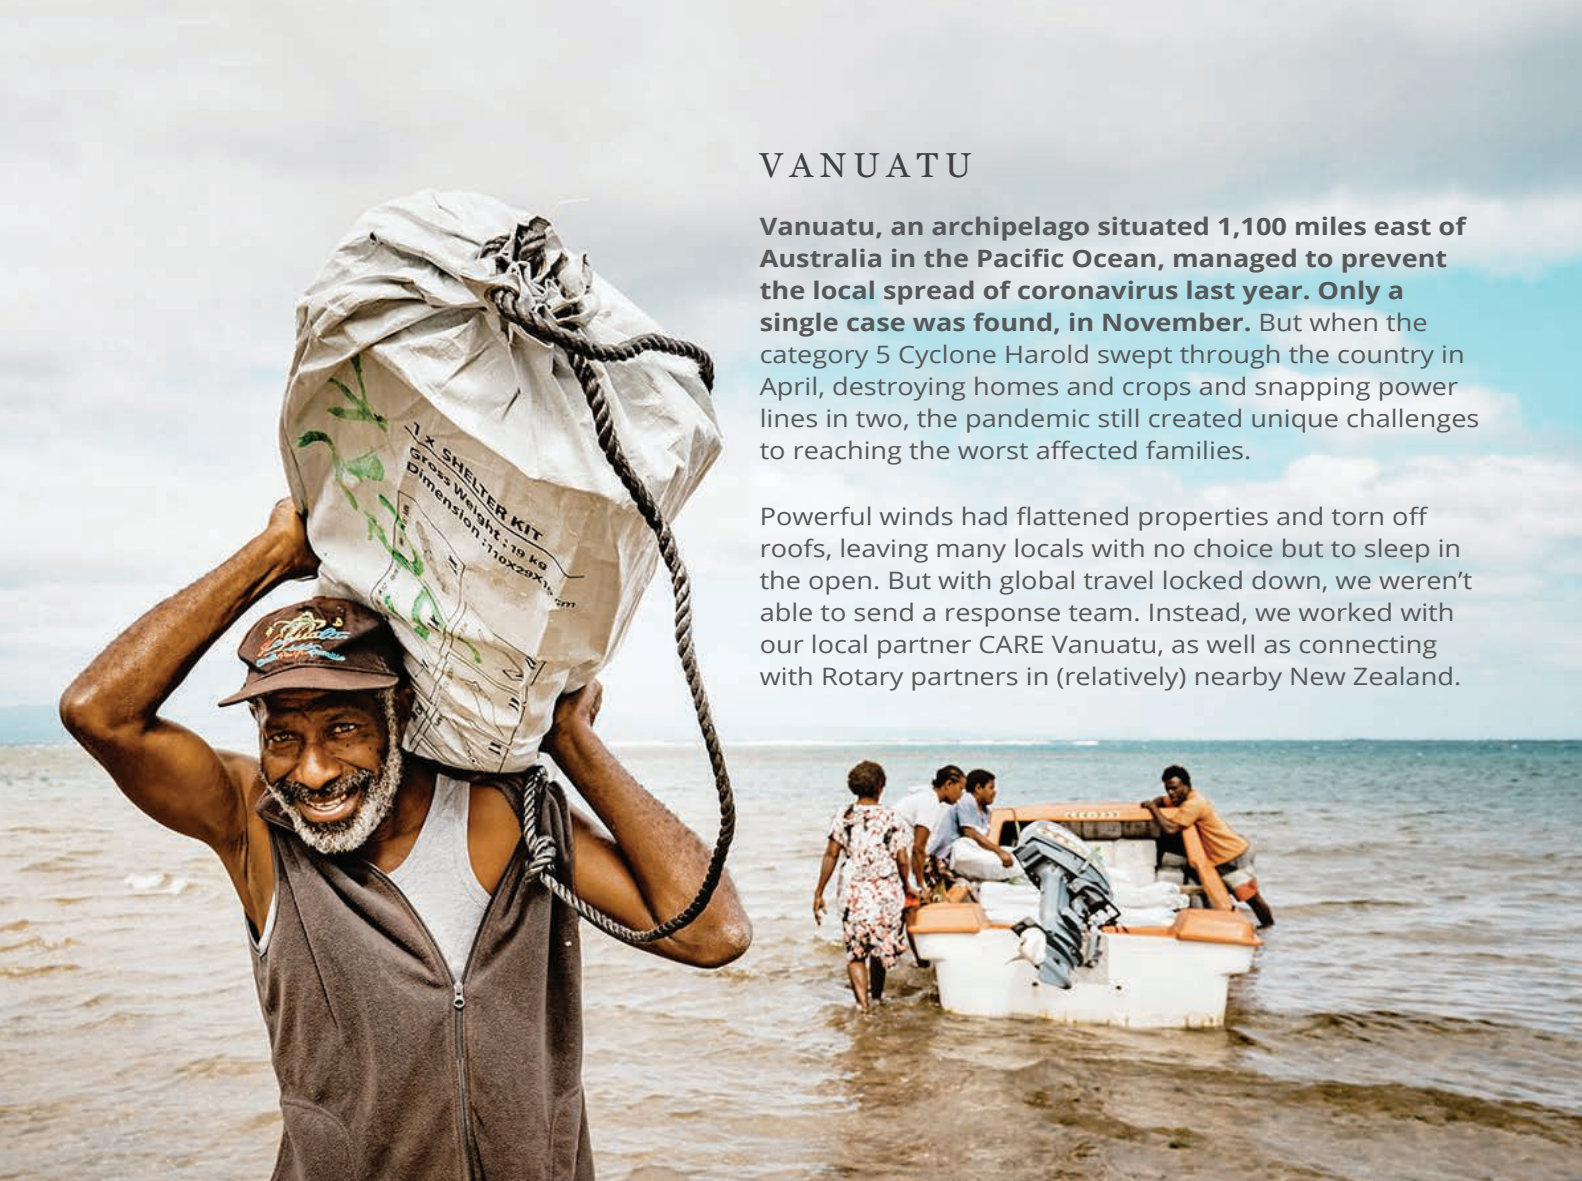 VANUATU
Vanuatu, an archipelago situated 1,100 miles east of
Australia in the Pacific Ocean, managed to prevent
the local spread of coronavirus last year. Only a
single case was found, in November. But when the
category 5 Cyclone Harold swept through the country in
April, destroying homes and crops and snapping power
lines in two, the pandemic still created unique challenges
to reaching the worst affected families.
Powerful winds had flattened properties and torn off
roofs, leaving many locals with no choice but to sleep in
the open. But with global travel locked down, we weren’t
able to send a response team. Instead, we worked with
our local partner CARE Vanuatu, as well as connecting
with Rotary partners in (relatively) nearby New Zealand.
1 x SHELTER KIT
Gross Weight : 19 kg
Dimension :110X29X